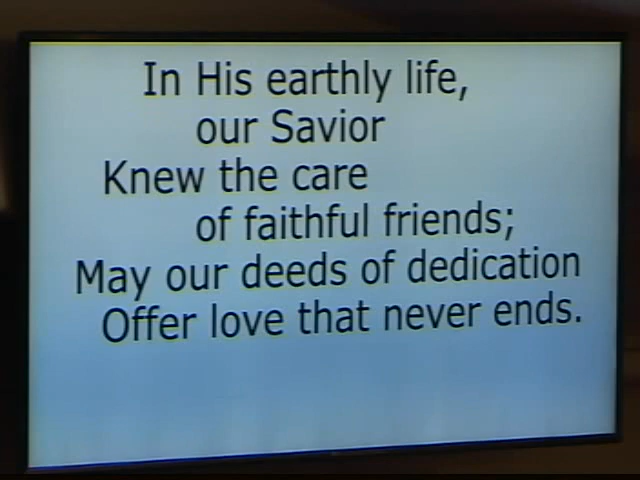 In His earthly life,
our Savior
Knew the care
of faithful friends;
May our deeds of dedication
Offer love that never ends.